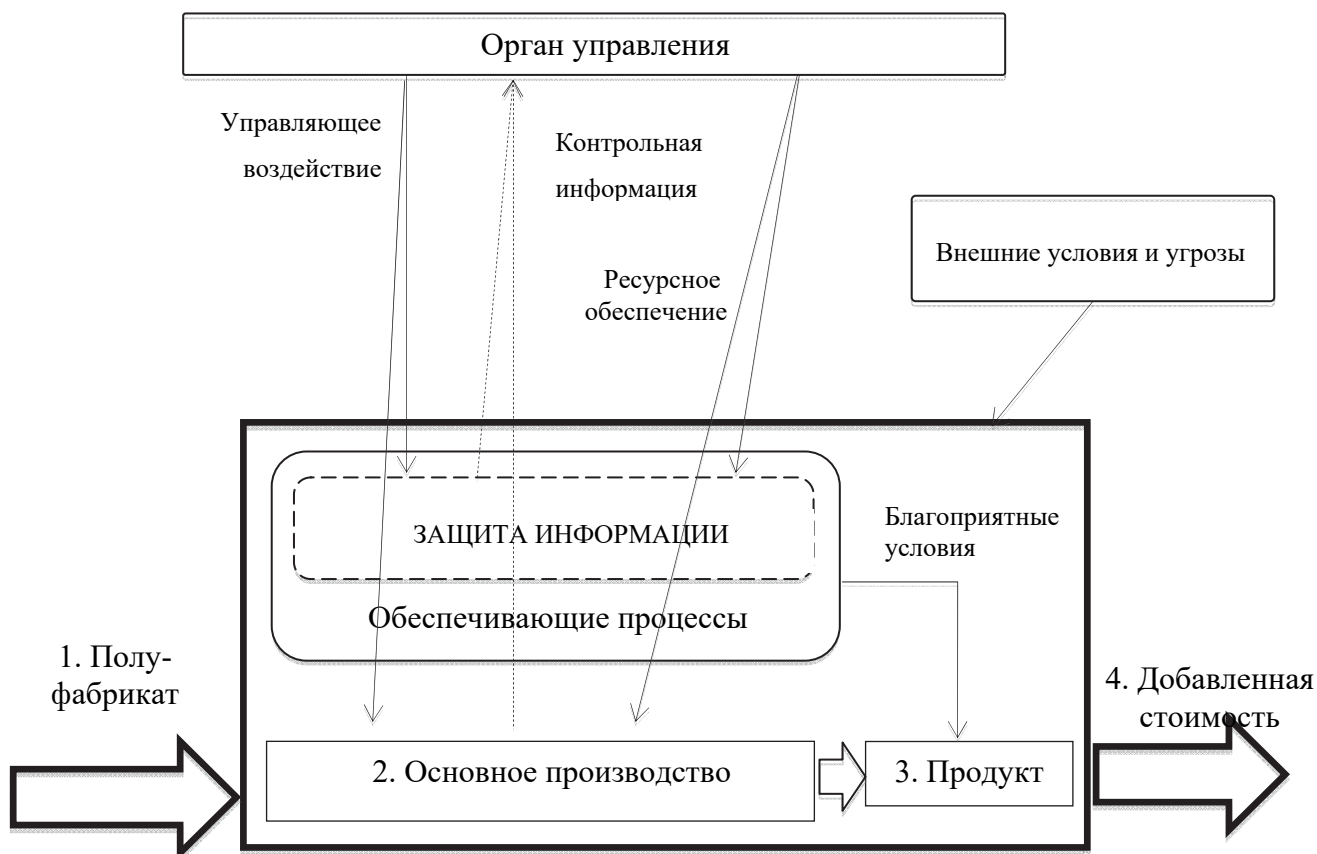 Орган управления
Управляющее
воздействие
Контрольная
информация
Внешние условия и угрозы
Ресурсное
обеспечение
ЗАЩИТА ИНФОРМАЦИИ
Благоприятные
условия
Обеспечивающие процессы
1. Полу-
фабрикат
4. Добавленная
стоимость
2. Основное производство
3. Продукт